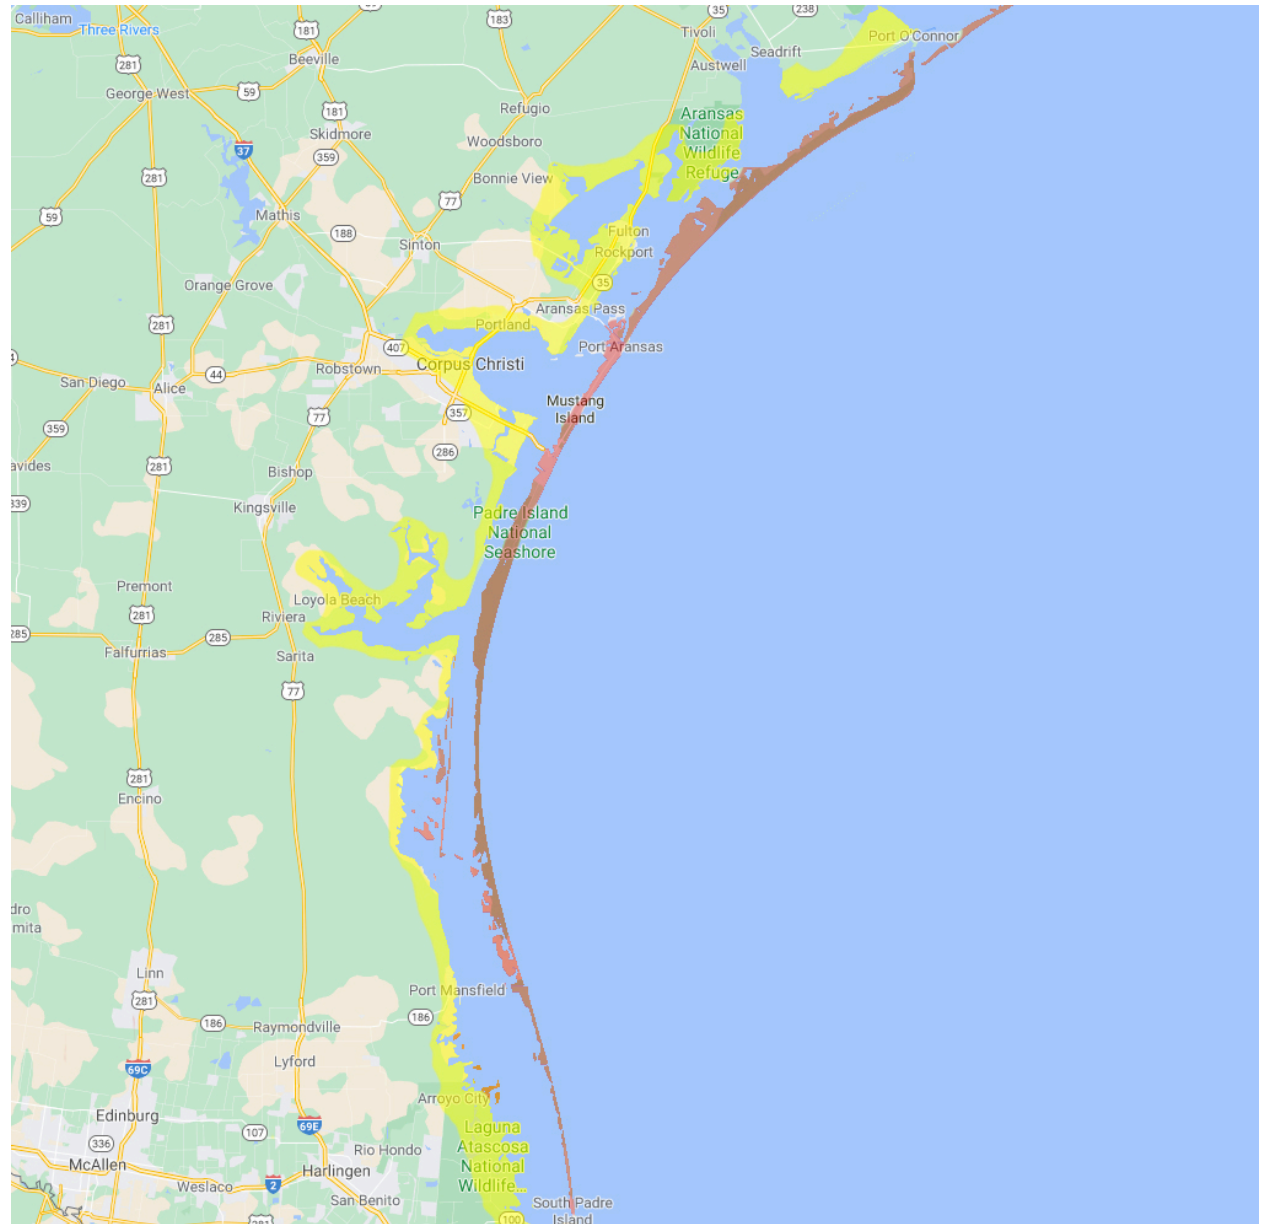 Calliham
Three Rivers
181
183
35
238
Tivoli
Port O'Connor
Seadrift
Beeville
281
Austwell
George West
59
Refugio
181
Skidmore
Aransas
National
Wildlife
Refuge
37
359
Woodsboro
281
Bonnie View
77
59
Mathis
188
Sinton
Fulton
Rockport
Orange Grove
35
Aransas Pass
281
Portland
407
Port Aransas
Corpus Christi
Robstown
44
San Diego
Alice
Mustang
Island
77
357
359
286
avides
281
Bishop
339
Kingsville
Padre Island
National
Seashore
Premont
Loyola Beach
281
Riviera
285
285
Falfurrias
Sarita
77
281
Encino
dro
mita
Linn
Port Mansfield
281
186
186
Raymondville
Lyford
69C
Arroyo City
Edinburg
107
69E
Laguna
Atascosa
National
Wildlife...
336
Rio Hondo
McAllen
Harlingen
Weslaco
2
San Benito
South Padre
Island
281
100